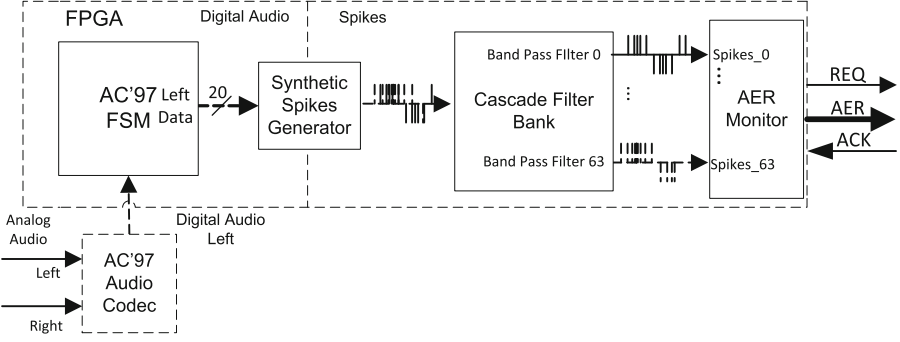 FPGA
Digital Audio
Spikes
AC'97
FSM
Left
Data
20
Synthetic
Spikes
Generator
Band Pass FIlter 0
Cascade Filter
Bank
Band Pass Filter 63
Spikes_0
AER
Monitor
Spikes_63
REQ
AER
ACK
Analog
Audio
Left
Right
Digital Audio
Left
AC'97
Audio
Codec